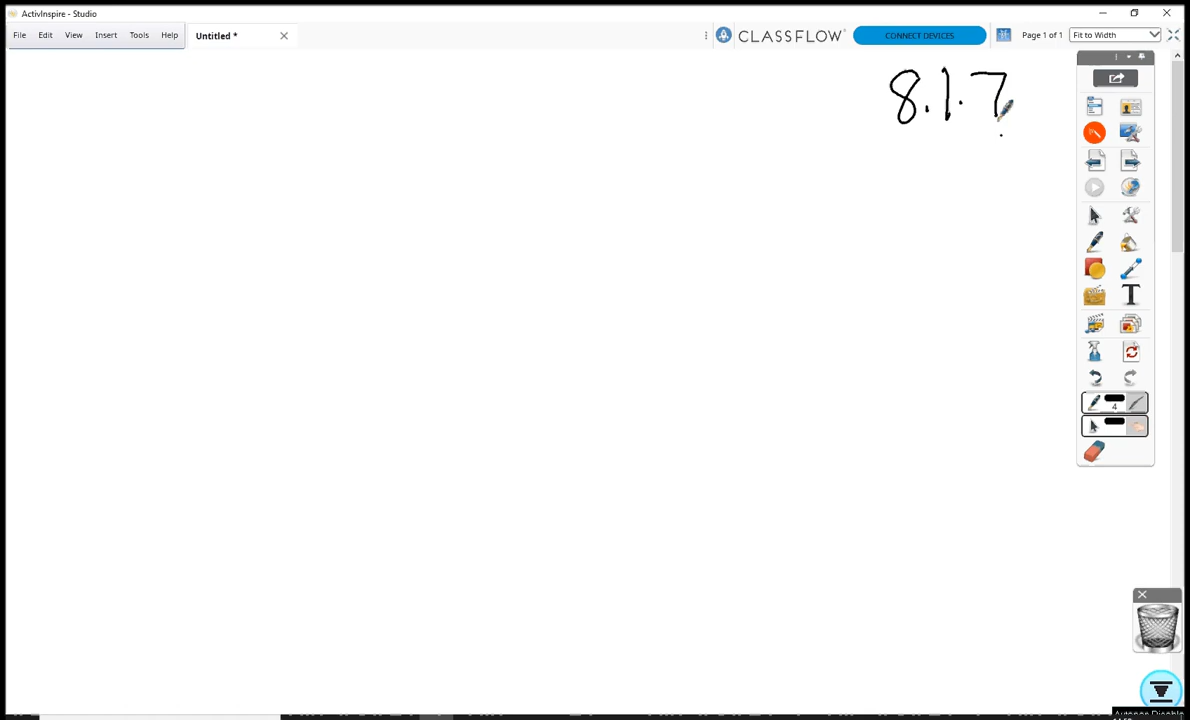 ActivInspire - Studio
File Edit View Insert Tools Help Untitled * CLASSFLOW CONNECT DEVICES Page 1 of 1 Fit to Width
8.1.7
T
4